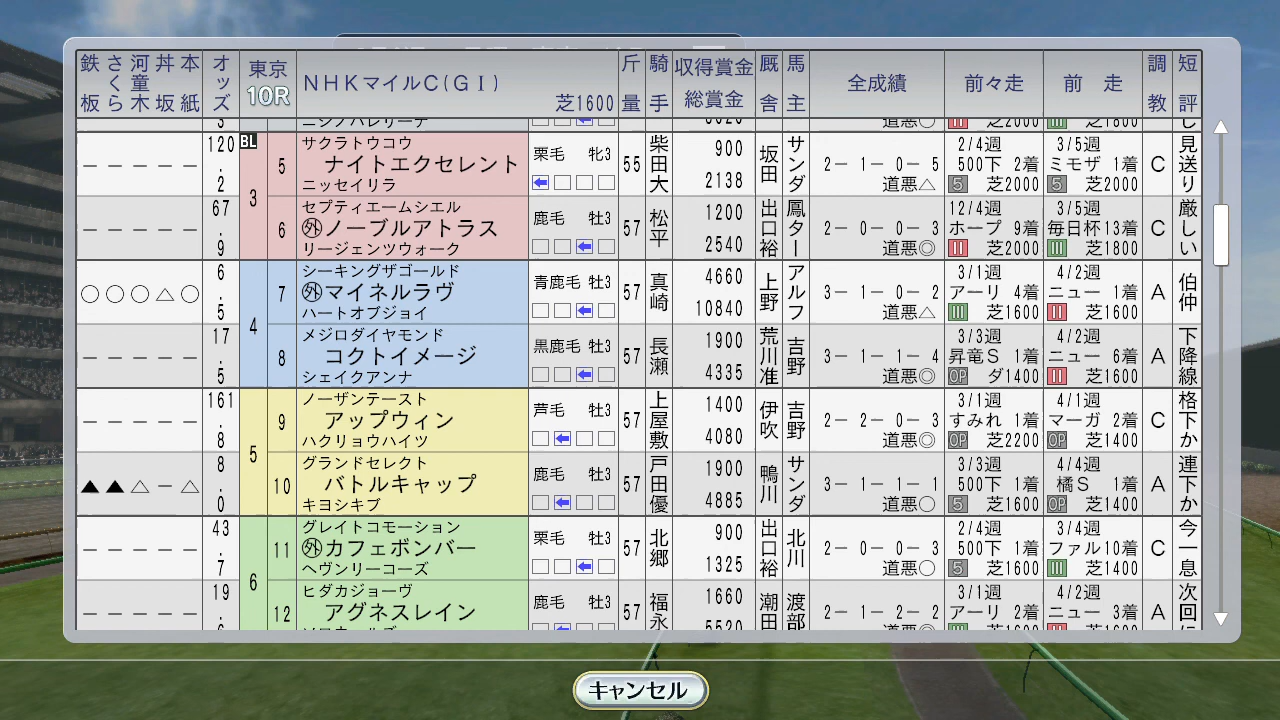 鉄板 さくら 河童木 丼坂 本紙 オッズ 東京10R NHKマイルC(GⅠ) 芝1600 斤量 騎手 収得賞金 総賞金 厩舎 馬主 全成績 前々走 前 走 調教 短評
120.2 BL 3 5 サクラトウコウ
ナイトエクセレント
ニッセイリラ
栗毛 牝3 55 柴田大 900 2138 坂田 サンダ 2-1-0-5 道悪△
2/4週 500下 2着 5 芝2000
3/5週 ミモザ 1着 5 芝2000
C 見送り
67.9 6 セプティエームシエル
外ノーブルアトラス
リージェンツウォーク
鹿毛 牡3 57 松平 1200 2540 出口裕 鳳ター 2-0-0-3 道悪◎
12/4週 ホープ 9着 Ⅱ 芝2000
3/5週 毎日杯13着 Ⅲ 芝1800
C 厳しい
○○○△○ 6.5 4 7 シーキングザゴールド
外マイネルラヴ
ハートオブジョイ
青鹿毛 牡3 57 真崎 4660 10840 上野 アルフ 3-1-0-2 道悪△
3/1週 アーリ 4着 Ⅲ 芝1600
4/2週 ニュー 1着 Ⅱ 芝1600
A 伯仲
17.5 8 メジロダイヤモンド
コクトイメージ
シェイクアンナ
黒鹿毛 牡3 57 長瀬 1900 4335 荒川准 吉野 3-1-1-4 道悪◎
3/3週 昇竜S 1着 OP ダ1400
4/2週 ニュー 6着 Ⅱ 芝1600
A 下降線
161.8 5 9 ノーザンテースト
アップウィン
ハクリョウハイツ
芦毛 牡3 57 上屋敷 1400 4080 伊吹 吉野 2-2-0-3 道悪◎
3/1週 すみれ 1着 OP 芝2200
4/1週 マーガ 2着 OP 芝1400
C 格下か
▲▲△-△ 8.0 10 グランドセレクト
バトルキャップ
キヨシキブ
鹿毛 牡3 57 戸田優 1900 4885 鴨川 サンダ 3-1-1-1 道悪○
3/3週 500下 1着 5 芝1600
4/4週 橘S 1着 OP 芝1400
A 連下か
43.7 6 11 グレイトコモーション
外カフェボンバー
ヘヴンリーコーズ
栗毛 牡3 57 北郷 900 1325 出口裕 北川 2-0-0-3 道悪○
2/4週 500下 1着 5 芝1600
3/4週 ファル10着 Ⅲ 芝1400
C 今一息
19. 12 ヒダカジョーヴ
アグネスレイン
鹿毛 牡3 57 福永 1660 潮田 渡部 2-1-2-2
3/1週 アーリ 2着
4/2週 ニュー 3着
A 次回に
キャンセル